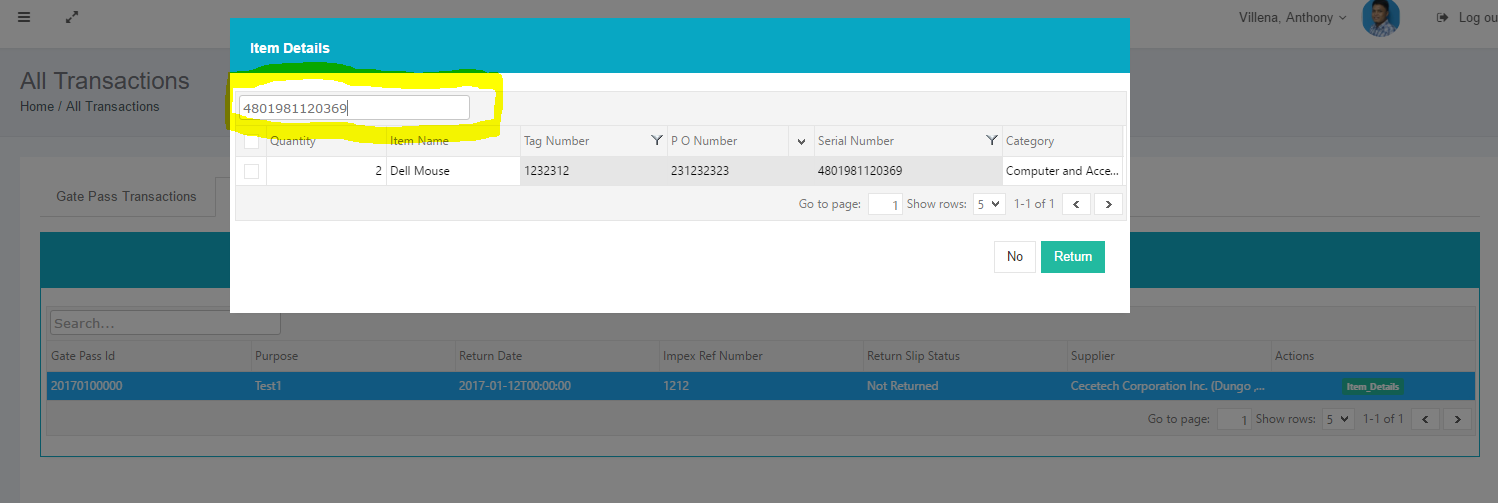 Villena, Anthony
Log ou
Item Details
All Transactions
Home / All Transactions
4801981120369
Quantity Item Name Tag Number P O Number Serial Number Category
2 Dell Mouse 1232312 231232323 4801981120369 Computer and Acce...
Go to page: 1 Show rows: 5 1-1 of 1
Gate Pass Transactions
No Return
Search...
Gate Pass Id Purpose Return Date Impex Ref Number Return Slip Status Supplier Actions
20170100000 Test1 2017-01-12T00:00:00 1212 Not Returned Cecetech Corporation Inc. (Dungo ,... Item_Details
Go to page: 1 Show rows: 5 1-1 of 1